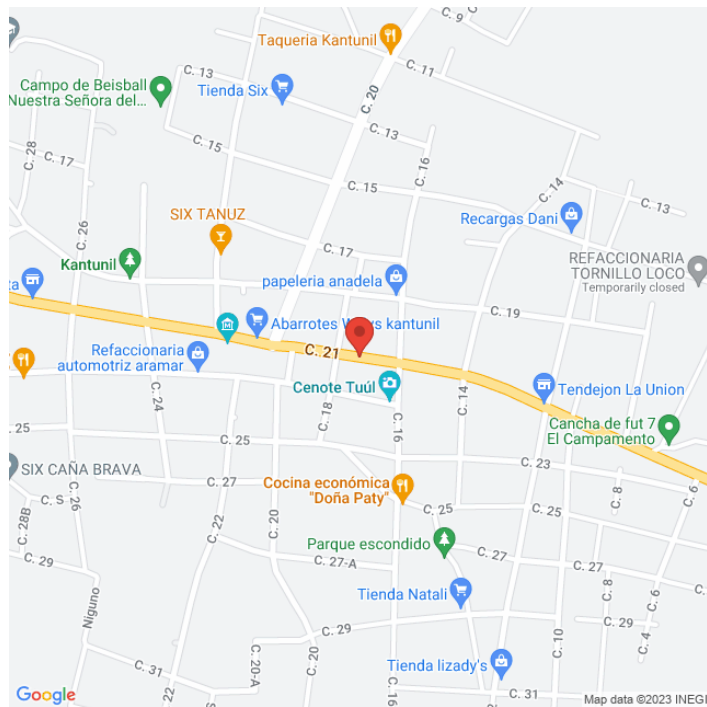 C. 9
Taqueria Kantunil
C. 11
C. 13
Campo de Beisball
Nuestra Señora del...
Tienda Six
C. 20
C. 13
C. 28
C. 17
C. 15
C. 16
C. 15
C. 14
C. 13
C. 26
SIX TANUZ
Recargas Dani
C. 17
REFACCIONARIA
TORNILLO LOCO
Temporarily closed
Kantunil
papeleria anadela
ta
C. 19
Abarrotes W
ys kantunil
C. 21
Refaccionaria
automotriz aramar
Cenote Tuúl
Tendejon La Union
C. 24
C. 18
C. 16
C. 14
Cancha de fut 7
El Campamento
C. 25
C. 25
C. 23
SIX CAÑA BRAVA
C. 27
Cocina económica
"Doña Paty"
C. 8
C. 6
C. S
C. 26
C. 28B
C. 22
C. 20
C. 25
C. 25
Parque escondido
C. 29
C. 27-A
C. 27
C. 27
Niguno
Tienda Natali
C. 8
C. 6
C. 29
C. 29
C. 10
C. 4
C. 31
C. 20-A
C. 20
Tienda lizady's
22
C. 16
C. 31
Google
Map data ©2023 INEGI